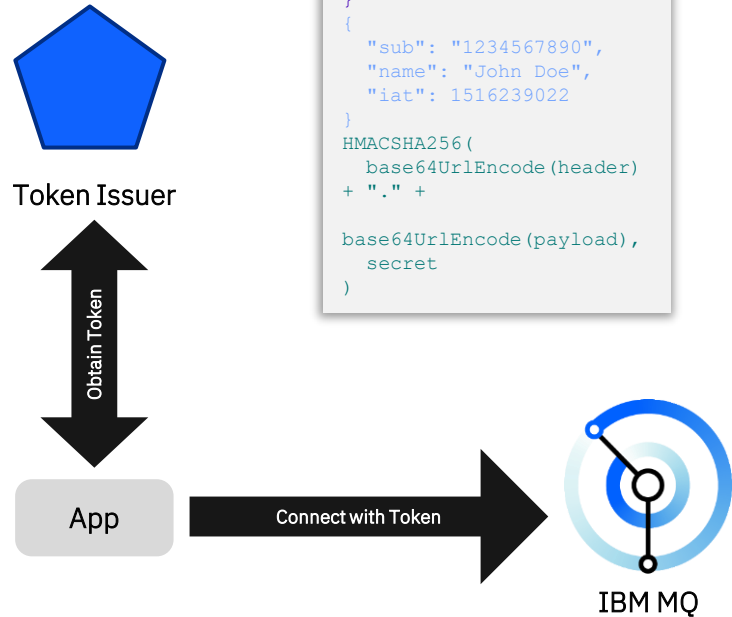 }
{
  "sub": "1234567890",
  "name": "John Doe",
  "iat": 1516239022
}
HMACSHA256(
  base64UrlEncode(header)
+ "." +
base64UrlEncode(payload),
  secret
)
Token Issuer
Obtain Token
App
Connect with Token
IBM MQ